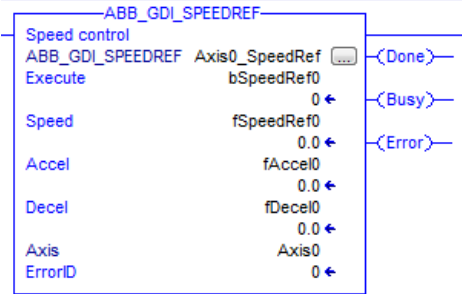 ABB_GDI_SPEEDREF
Speed control
ABB_GDI_SPEEDREF Axis0_SpeedRef ...
(Done)
Execute bSpeedRef0
0
(Busy)
Speed fSpeedRef0
0.0
(Error)
Accel fAccel0
0.0
Decel fDecel0
0.0
Axis Axis0
ErrorID 0